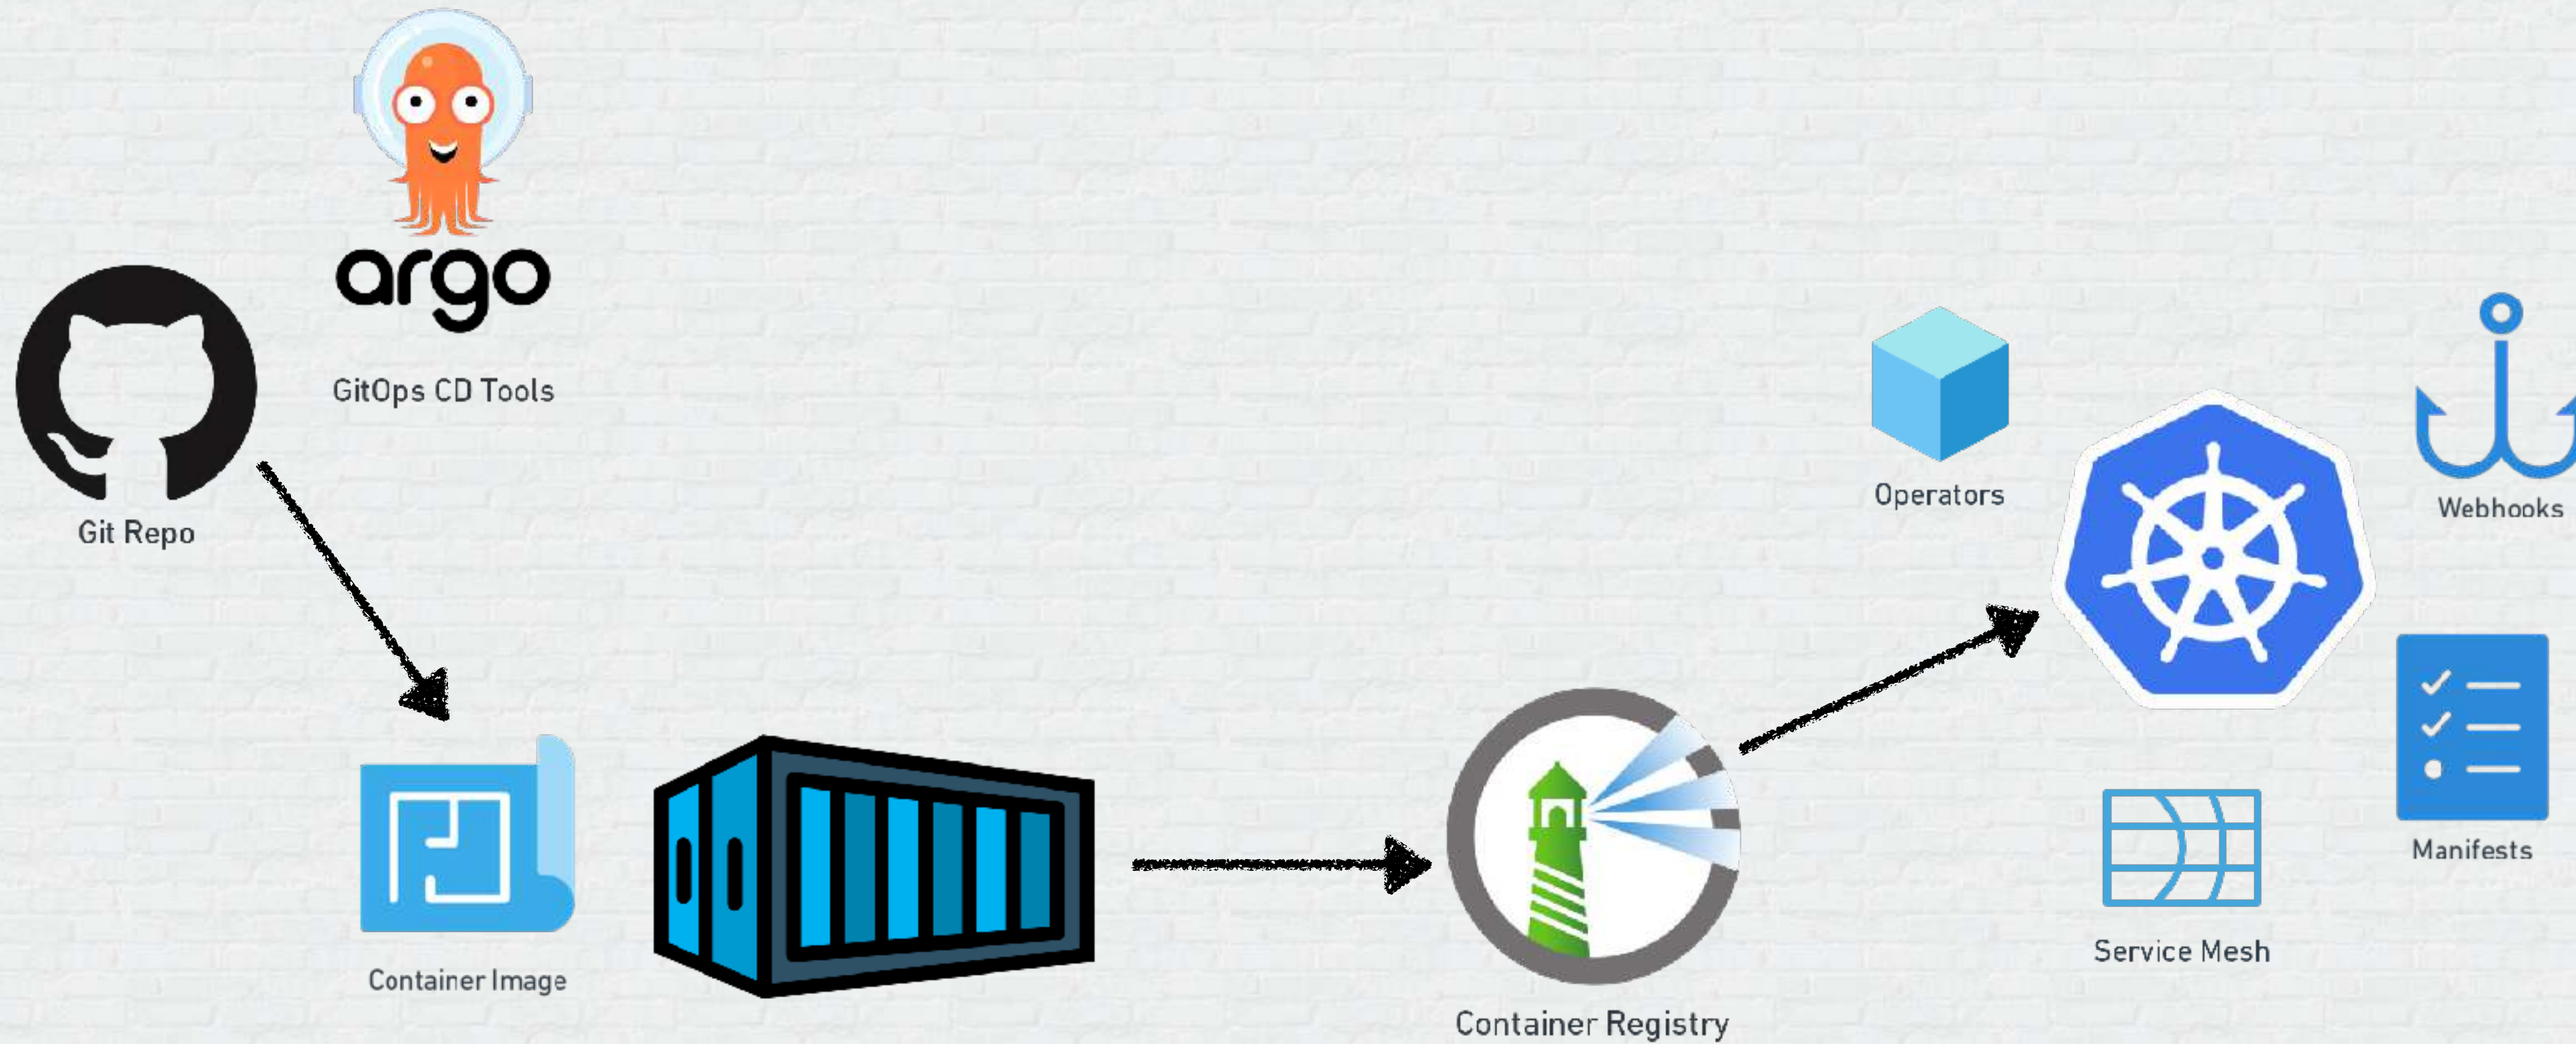 argo
GitOps CD Tools
Git Repo
Operators
Webhooks
Container Image
Container Registry
Service Mesh
Manifests